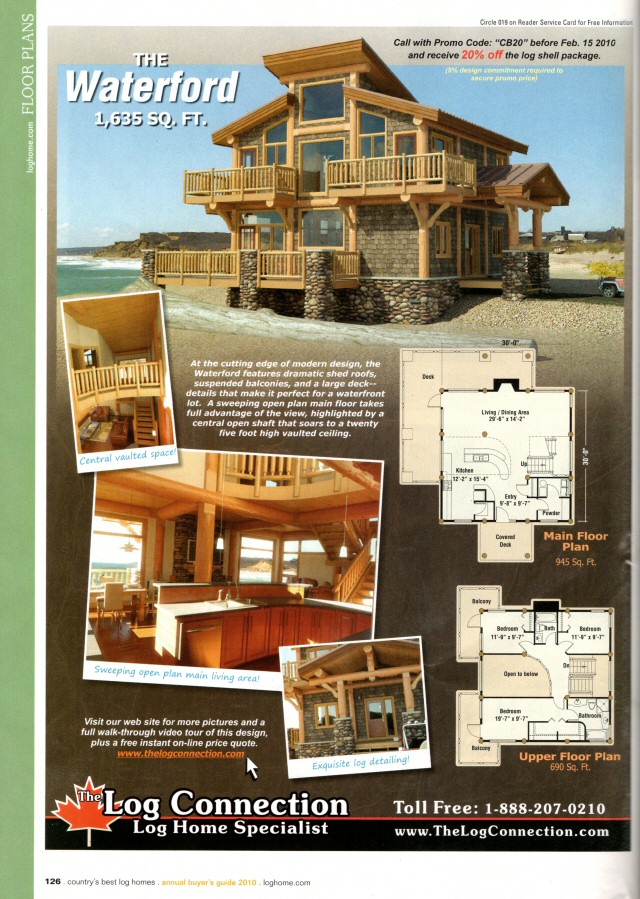 Circle 019 on Reader Service Card for Free Information
FLOOR PLANS
loghome.com
THE
Waterford
1,635 SQ. FT.
Call with Promo Code: "CB20" before Feb. 15 2010
and receive 20% off the log shell package.
(5% design commitment required to
secure promo price)
At the cutting edge of modern design, the
Waterford features dramatic shed roofs,
suspended balconies, and a large deck--
details that make it perfect for a waterfront
lot. A sweeping open plan main floor takes
full advantage of the view, highlighted by a
central open shaft that soars to a twenty
five foot high vaulted ceiling.
Central vaulted space!
30'-0"
Deck
Living / Dining Area
29'-6" x 14'-2"
30'-0"
Kitchen
12'-2" x 15'-4"
Up
Entry
9'-8" x 9'-7"
Powder
Covered
Deck
Main Floor
Plan
945 Sq. Ft.
Sweeping open plan main living area!
Balcony
Bedroom
11'-0" x 9'-7"
Bath
Bedroom
11'-0" x 9'-7"
Open to below
Dn
Bedroom
19'-7" x 9'-7"
Bathroom
Balcony
Upper Floor Plan
690 Sq. Ft.
Exquisite log detailing!
Visit our web site for more pictures and a
full walk-through video tour of this design,
plus a free instant on-line price quote.
www.thelogconnection.com
The Log Connection
Log Home Specialist
Toll Free: 1-888-207-0210
www.TheLogConnection.com
126 . country's best log homes . annual buyer's guide 2010 . loghome.com